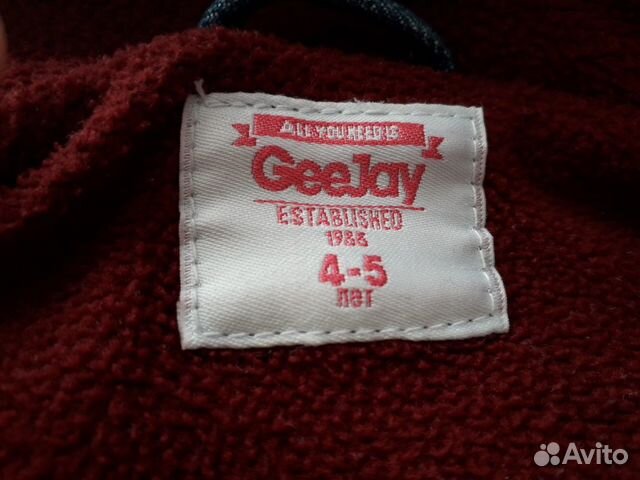 ALL YOU NEED IS
GeeJay
ESTABLISHED
1988
4-5
лет
Avito